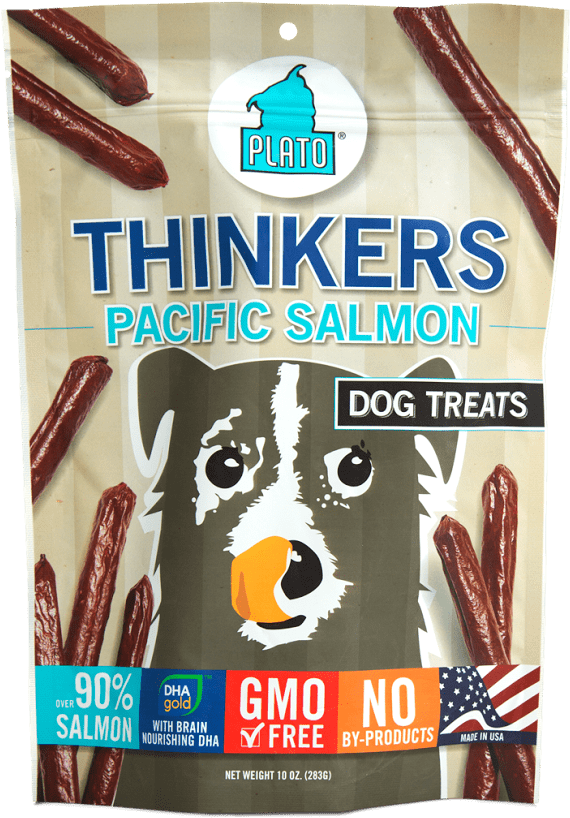 PLATO®
THINKERS
PACIFIC SALMON
DOG TREATS
OVER 90%
SALMON
DHA
gold™
WITH BRAIN
NOURISHING DHA
GMO
FREE
NO
BY-PRODUCTS
MADE IN USA
NET WEIGHT 10 OZ. (283G)